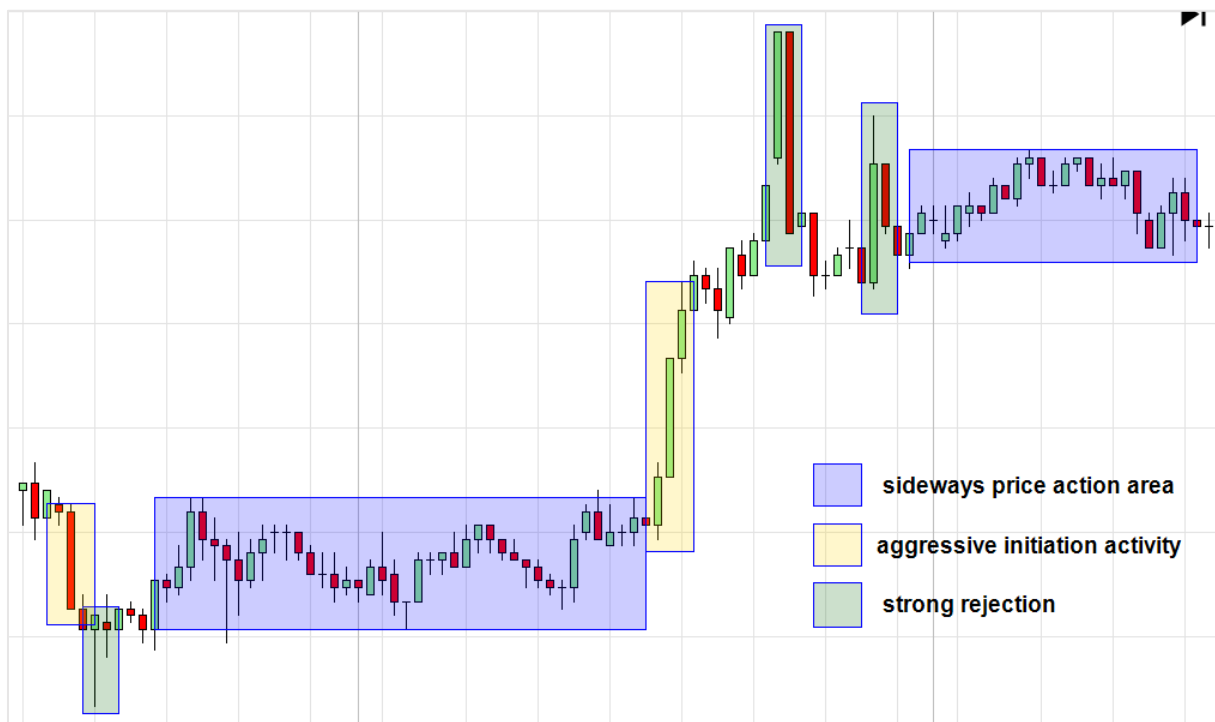 sideways price action area
aggressive initiation activity
strong rejection